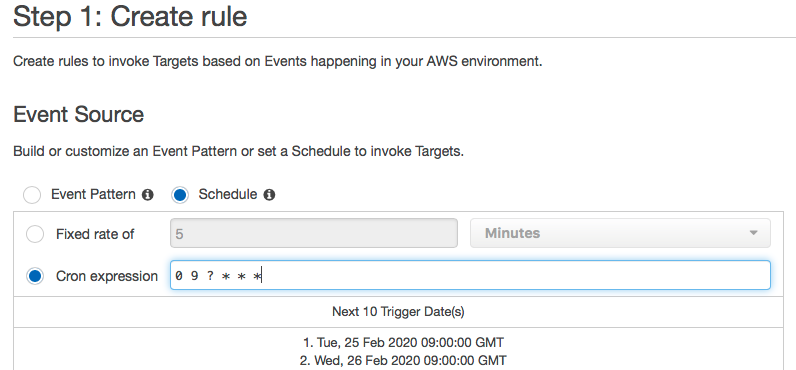 Step 1: Create rule
Create rules to invoke Targets based on Events happening in your AWS environment.
Event Source
Build or customize an Event Pattern or set a Schedule to invoke Targets.
Event Pattern Schedule
Fixed rate of 5 Minutes
Cron expression 0 9 ? * * *
Next 10 Trigger Date(s)
1. Tue, 25 Feb 2020 09:00:00 GMT
2. Wed, 26 Feb 2020 09:00:00 GMT